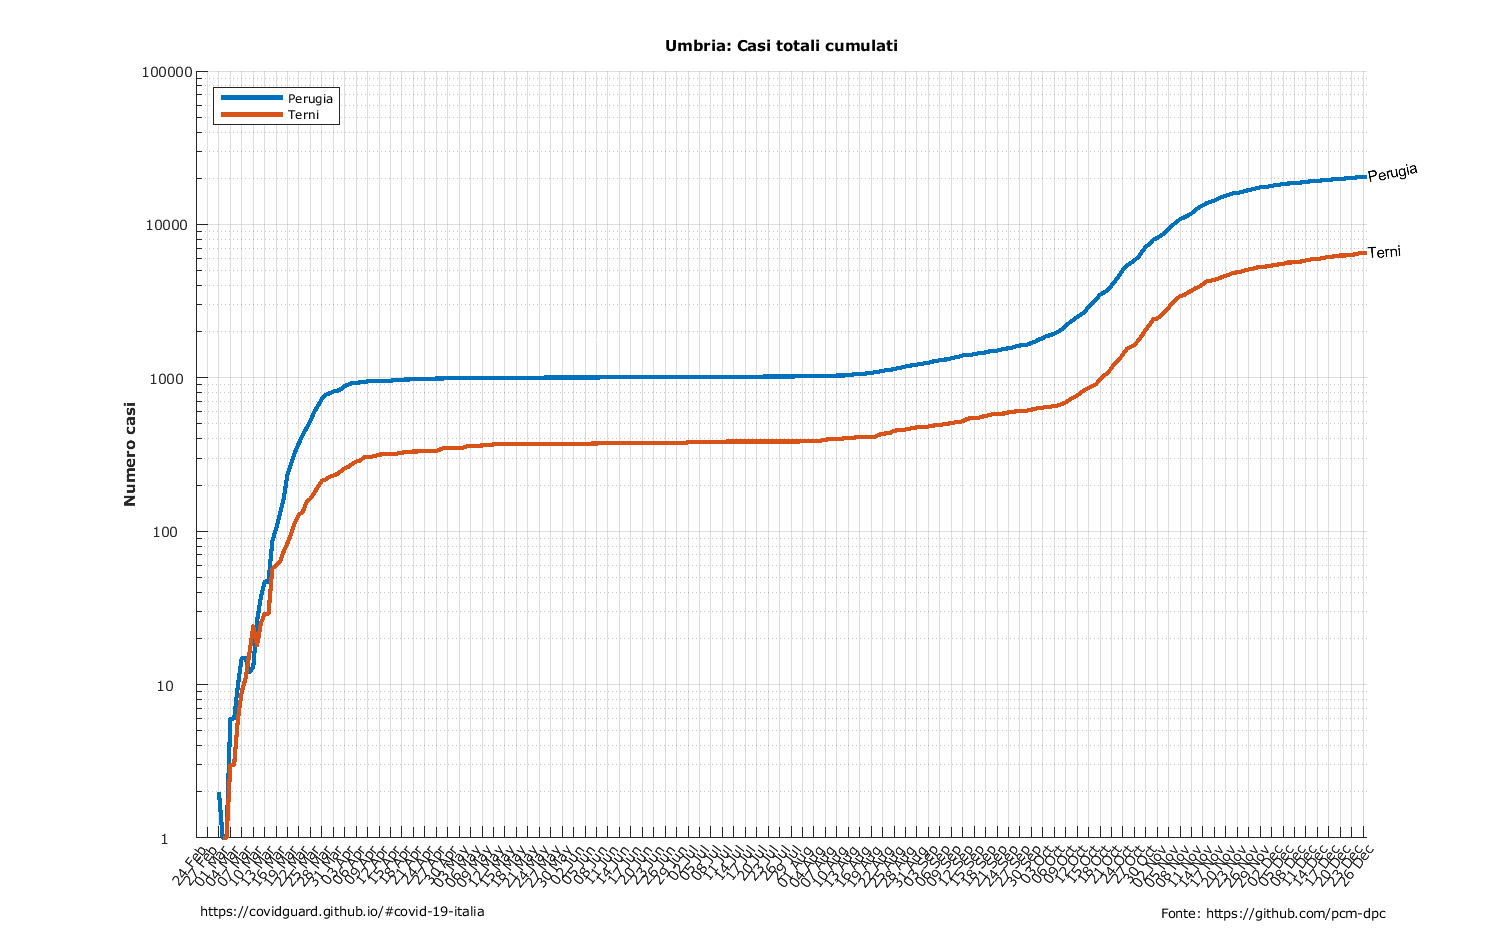 Umbria: Casi totali cumulati
100000
10000
1000
100
10
1
Numero casi
Perugia
Terni
Perugia
Terni
24 Feb
27 Feb
01 Mar
04 Mar
07 Mar
10 Mar
13 Mar
16 Mar
19 Mar
22 Mar
25 Mar
28 Mar
31 Mar
03 Apr
06 Apr
09 Apr
12 Apr
15 Apr
18 Apr
21 Apr
24 Apr
27 Apr
30 Apr
03 May
06 May
09 May
12 May
15 May
18 May
21 May
24 May
27 May
30 May
02 Jun
05 Jun
08 Jun
11 Jun
14 Jun
17 Jun
20 Jun
23 Jun
26 Jun
29 Jun
02 Jul
05 Jul
08 Jul
11 Jul
14 Jul
17 Jul
20 Jul
23 Jul
26 Jul
29 Jul
01 Aug
04 Aug
07 Aug
10 Aug
13 Aug
16 Aug
19 Aug
22 Aug
25 Aug
28 Aug
31 Aug
03 Sep
06 Sep
09 Sep
12 Sep
15 Sep
18 Sep
21 Sep
24 Sep
27 Sep
30 Sep
03 Oct
06 Oct
09 Oct
12 Oct
15 Oct
18 Oct
21 Oct
24 Oct
27 Oct
30 Oct
02 Nov
05 Nov
08 Nov
11 Nov
14 Nov
17 Nov
20 Nov
23 Nov
26 Nov
29 Nov
02 Dec
05 Dec
08 Dec
11 Dec
14 Dec
17 Dec
20 Dec
23 Dec
26 Dec
https://covidguard.github.io/#covid-19-italia
Fonte: https://github.com/pcm-dpc